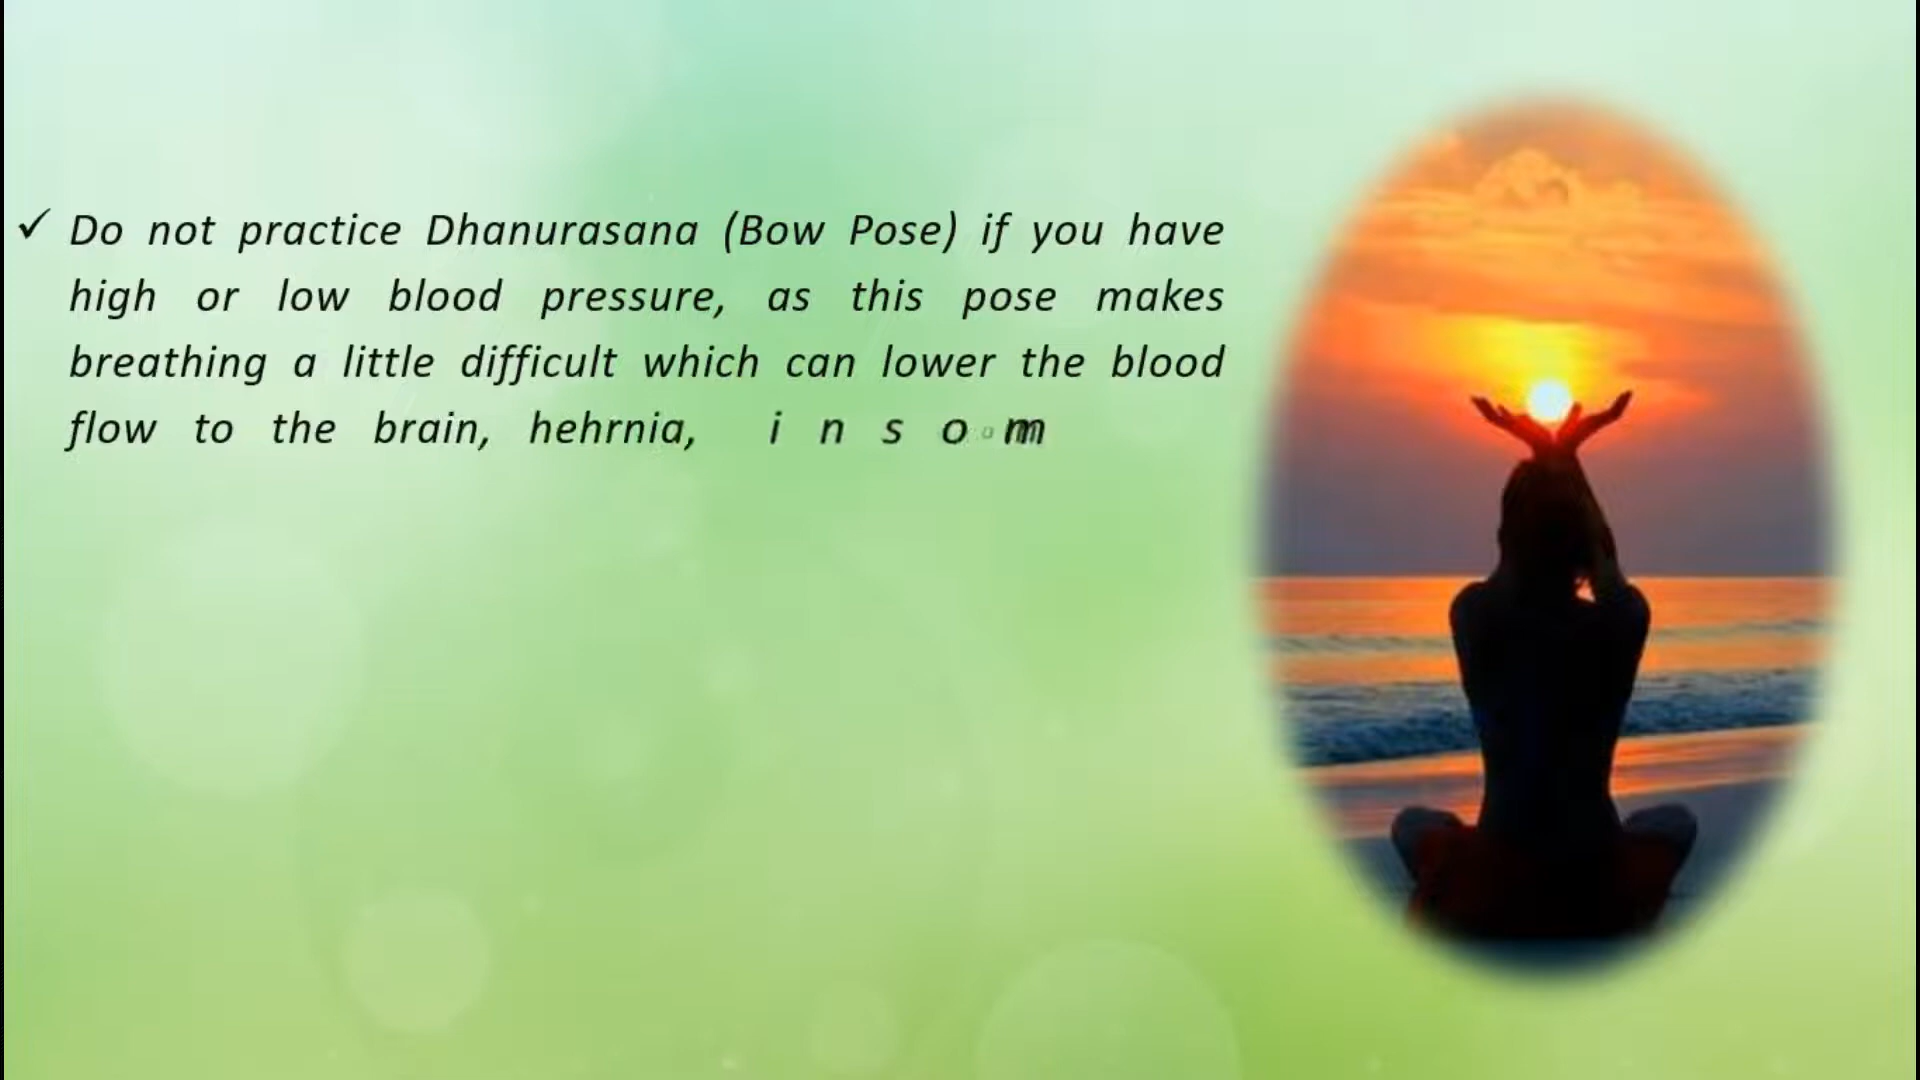 ✓ Do not practice Dhanurasana (Bow Pose) if you have
high or low blood pressure, as this pose makes
breathing a little difficult which can lower the blood
flow to the brain, hehrnia, i n s o m